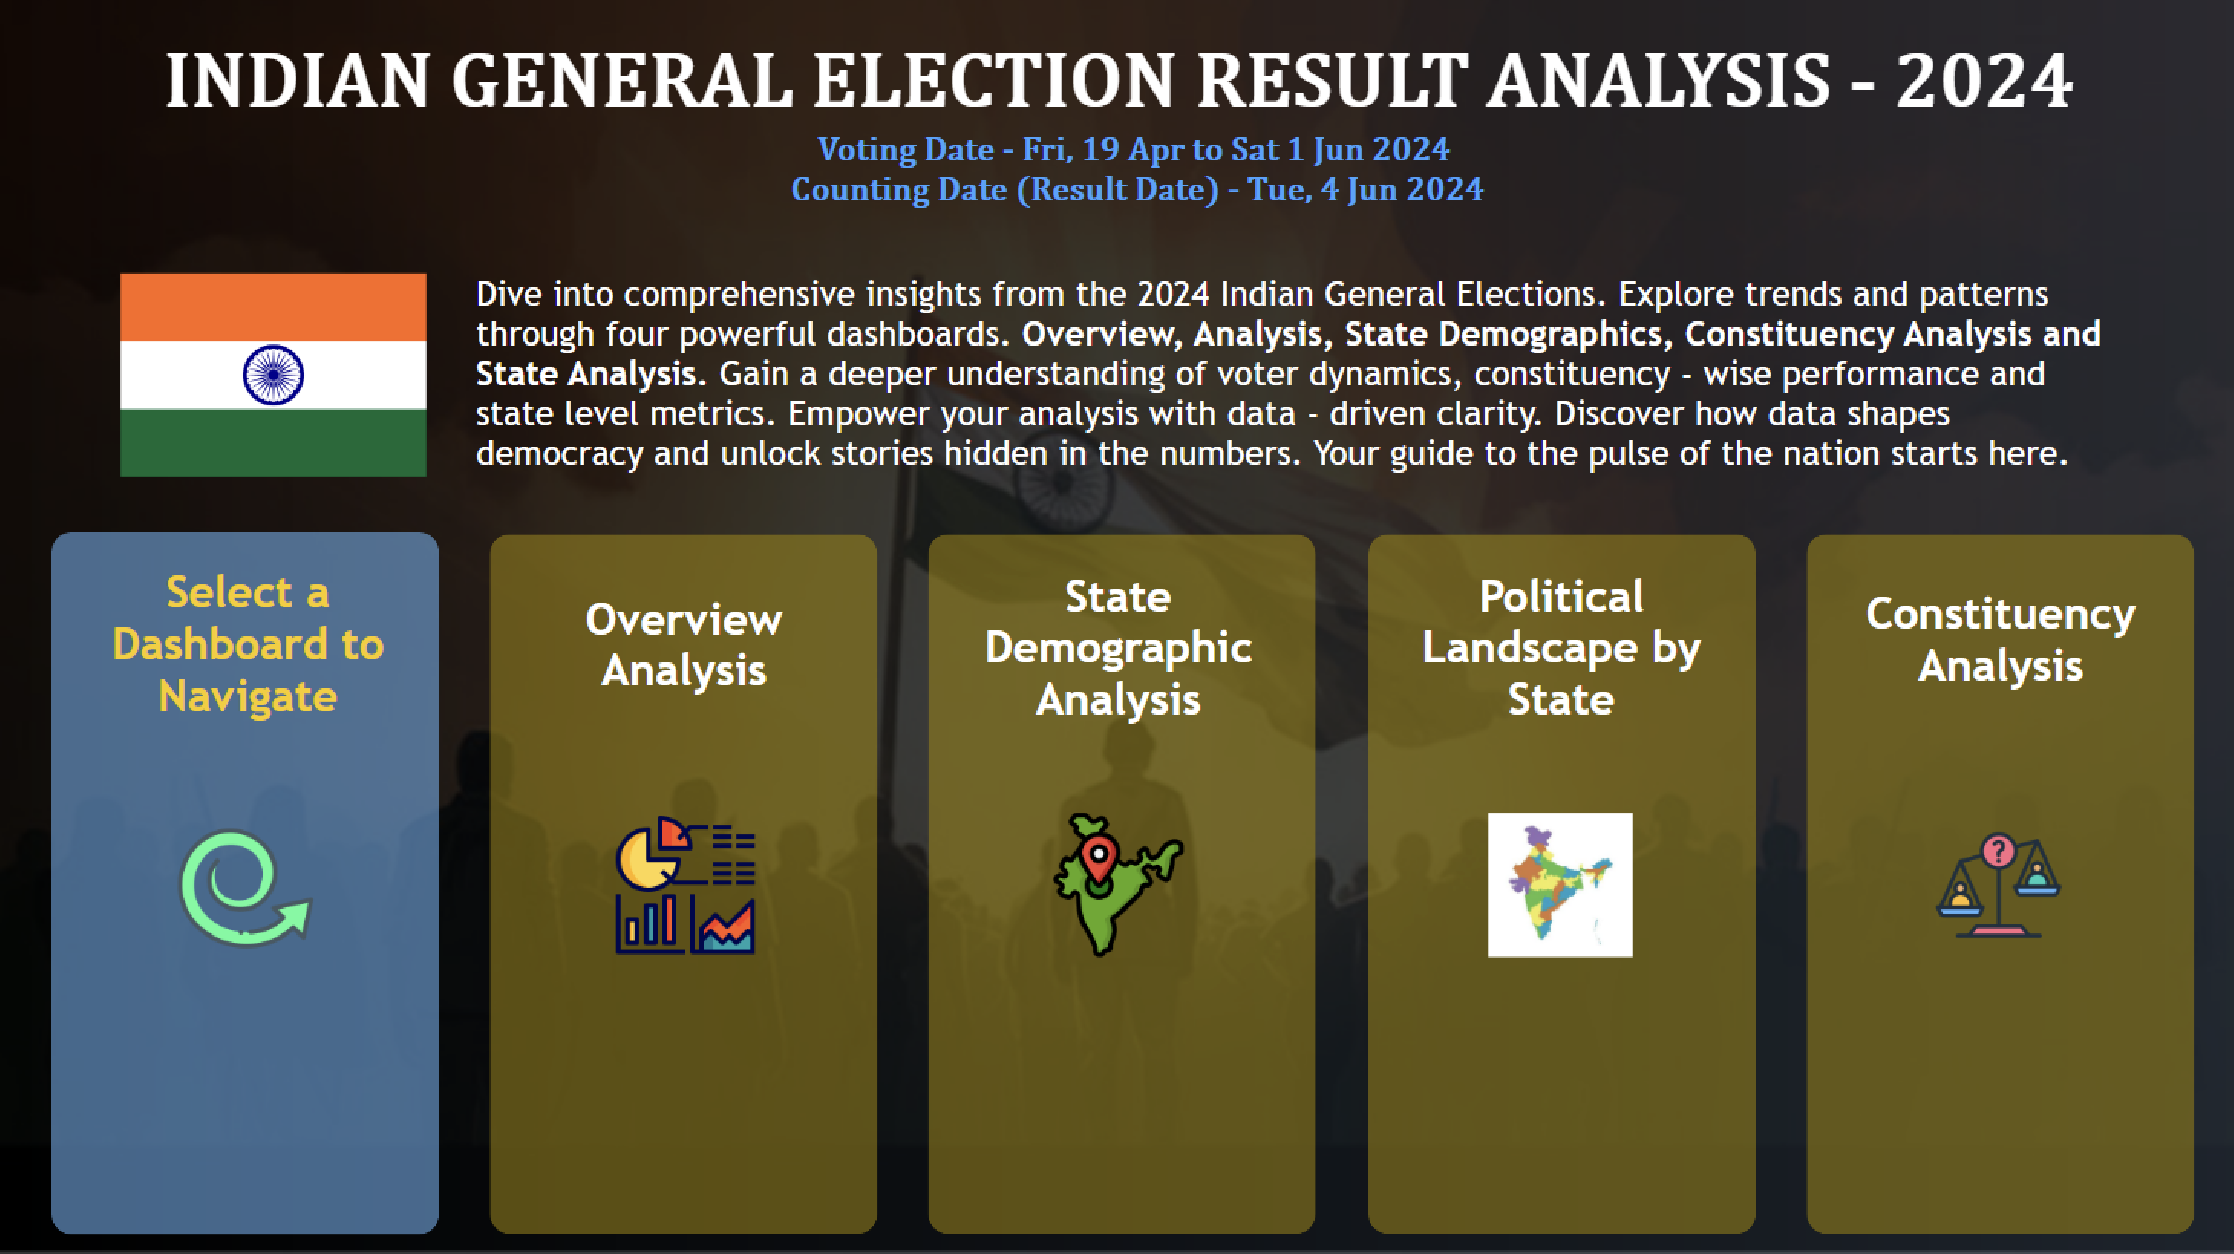 INDIAN GENERAL ELECTION RESULT ANALYSIS - 2024
Voting Date - Fri, 19 Apr to Sat 1 Jun 2024
Counting Date (Result Date) - Tue, 4 Jun 2024
Dive into comprehensive insights from the 2024 Indian General Elections. Explore trends and patterns
through four powerful dashboards. Overview, Analysis, State Demographics, Constituency Analysis and
State Analysis. Gain a deeper understanding of voter dynamics, constituency - wise performance and
state level metrics. Empower your analysis with data - driven clarity. Discover how data shapes
democracy and unlock stories hidden in the numbers. Your guide to the pulse of the nation starts here.
Select a
Dashboard to
Navigate
Overview
Analysis
State
Demographic
Analysis
Political
Landscape by
State
Constituency
Analysis
?